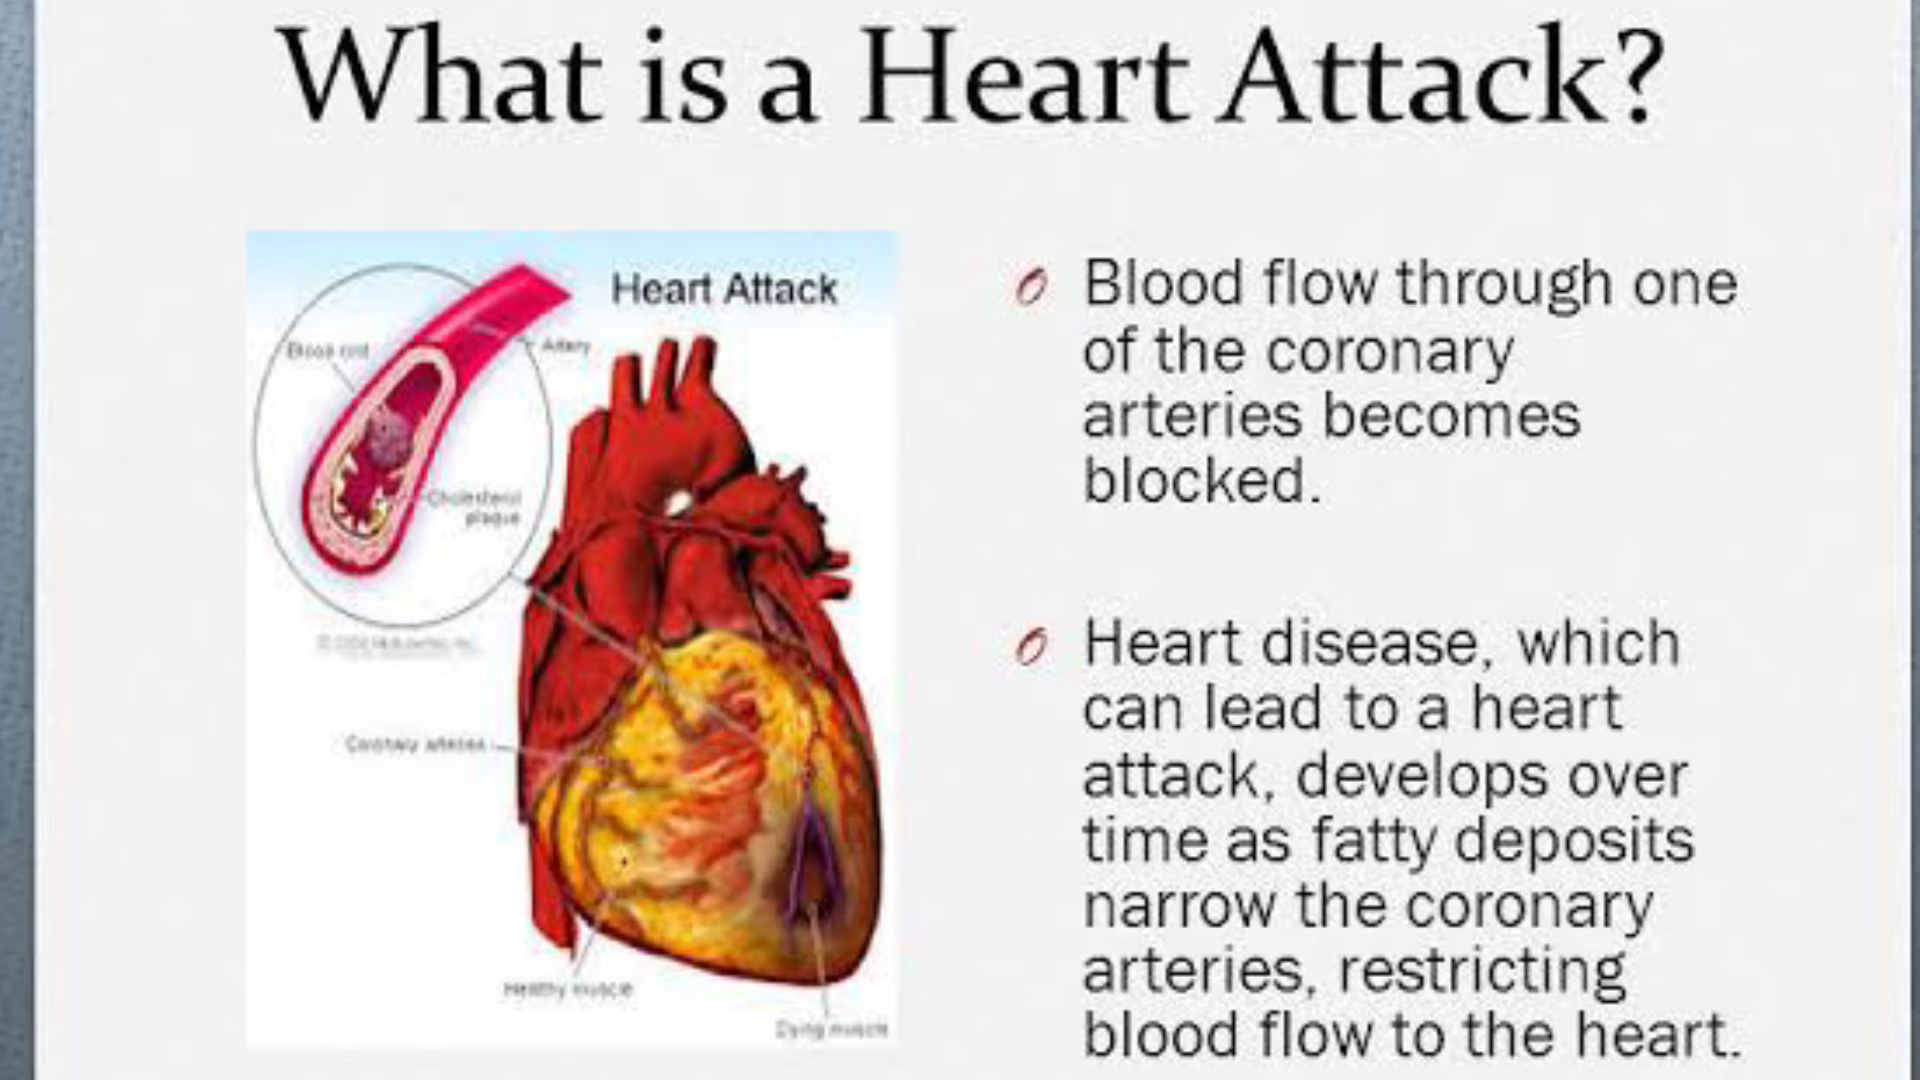 What is a Heart Attack?
Heart Attack
Blood clot
Artery
Cholesterol
plaque
Coronary arteries
Healthy muscle
Dying muscle
Blood flow through one
of the coronary
arteries becomes
blocked.
Heart disease, which
can lead to a heart
attack, develops over
time as fatty deposits
narrow the coronary
arteries, restricting
blood flow to the heart.